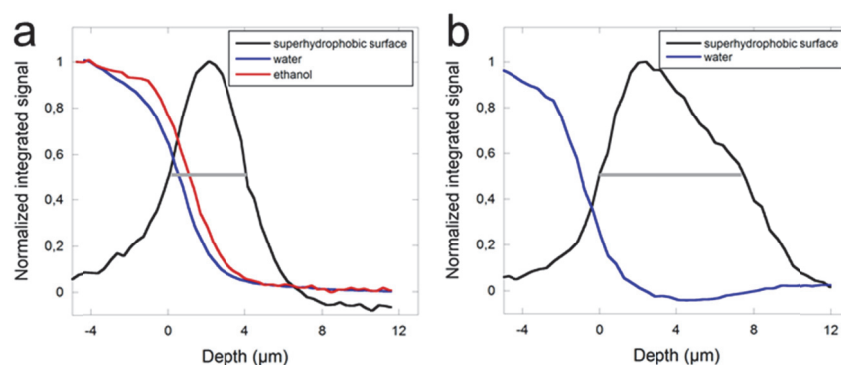 a
superhydrophobic surface
water
ethanol
Normalized integrated signal
1
0,8
0,6
0,4
0,2
0
-4 0 4 8 12
Depth (µm)
b
superhydrophobic surface
water
Normalized integrated signal
1
0,8
0,6
0,4
0,2
0
-4 0 4 8 12
Depth (µm)